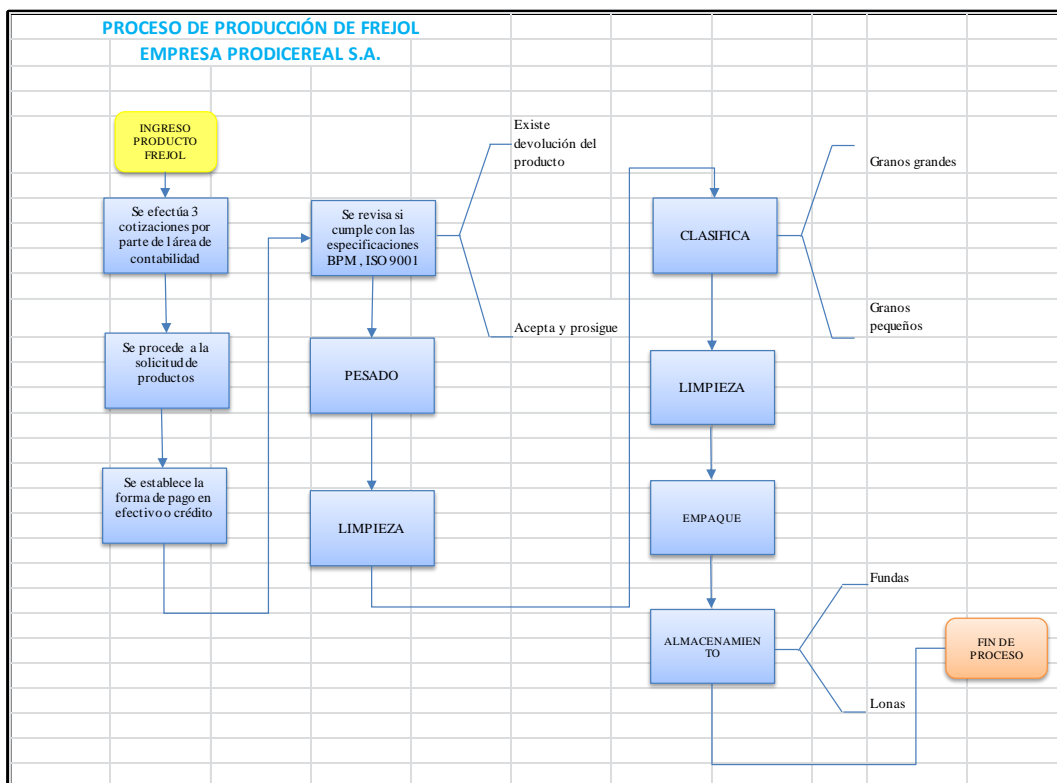 PROCESO DE PRODUCCIÓN DE FREJOL
EMPRESA PRODICEREAL S.A.
INGRESO
PRODUCTO
FREJOL
Se efectúa 3
cotizaciones por
parte de l área de
contabilidad
Se procede a la
solicitud de
productos
Se establece la
forma de pago en
efectivo o crédito
Se revisa si
cumple con las
especificaciones
BPM , ISO 9001
Existe
devolución del
producto
Acepta y prosigue
PESADO
LIMPIEZA
CLASIFICA
Granos grandes
Granos
pequeños
LIMPIEZA
EMPAQUE
ALMACENAMIEN
TO
Fundas
Lonas
FIN DE
PROCESO